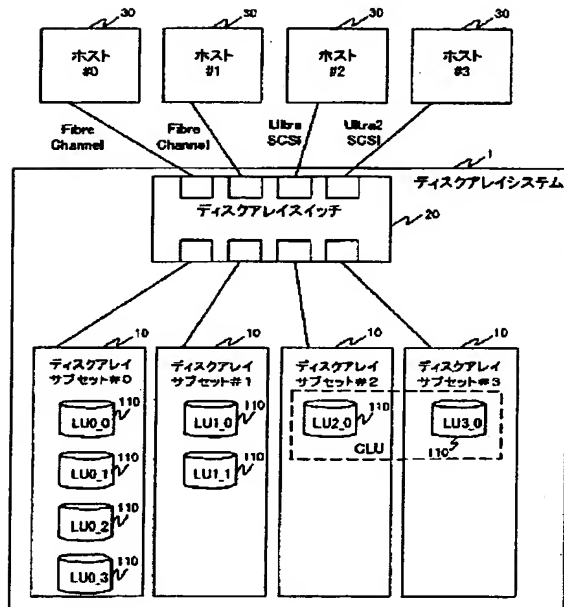 30 30 30 30
ホスト #0
ホスト #1
ホスト #2
ホスト #3
Fibre Channel
Fibre Channel
Ultra SCSI
Ultra2 SCSI
1
ディスクアレイシステム
ディスクアレイスイッチ
20
10 10 10 10
ディスクアレイ サブセット#0
ディスクアレイ サブセット#1
ディスクアレイ サブセット#2
ディスクアレイ サブセット#3
110 110 110
LU0_0 LU1_0 LU2_0 LU3_0
CLU
110
110 110
LU0_1 LU1_1
110
LU0_2
110
LU0_3